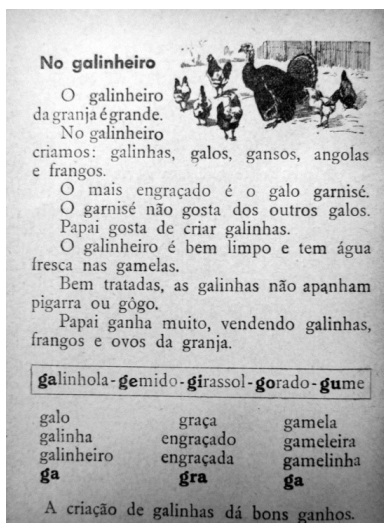 No galinheiro
O galinheiro
da granja é grande.
No galinheiro
criamos: galinhas, galos, gansos, angolas
e frangos.
O mais engraçado é o galo garnisé.
O garnisé não gosta dos outros galos.
Papai gosta de criar galinhas.
O galinheiro é bem limpo e tem água
fresca nas gamelas.
Bem tratadas, as galinhas não apanham
pigarra ou gôgo.
Papai ganha muito, vendendo galinhas,
frangos e ovos da granja.
galinhola-gemido-girassol-gorado-gume
galo graça gamela
galinha engraçado gameleira
galinheiro engraçada gamelinha
ga gra ga
A criação de galinhas dá bons ganhos.